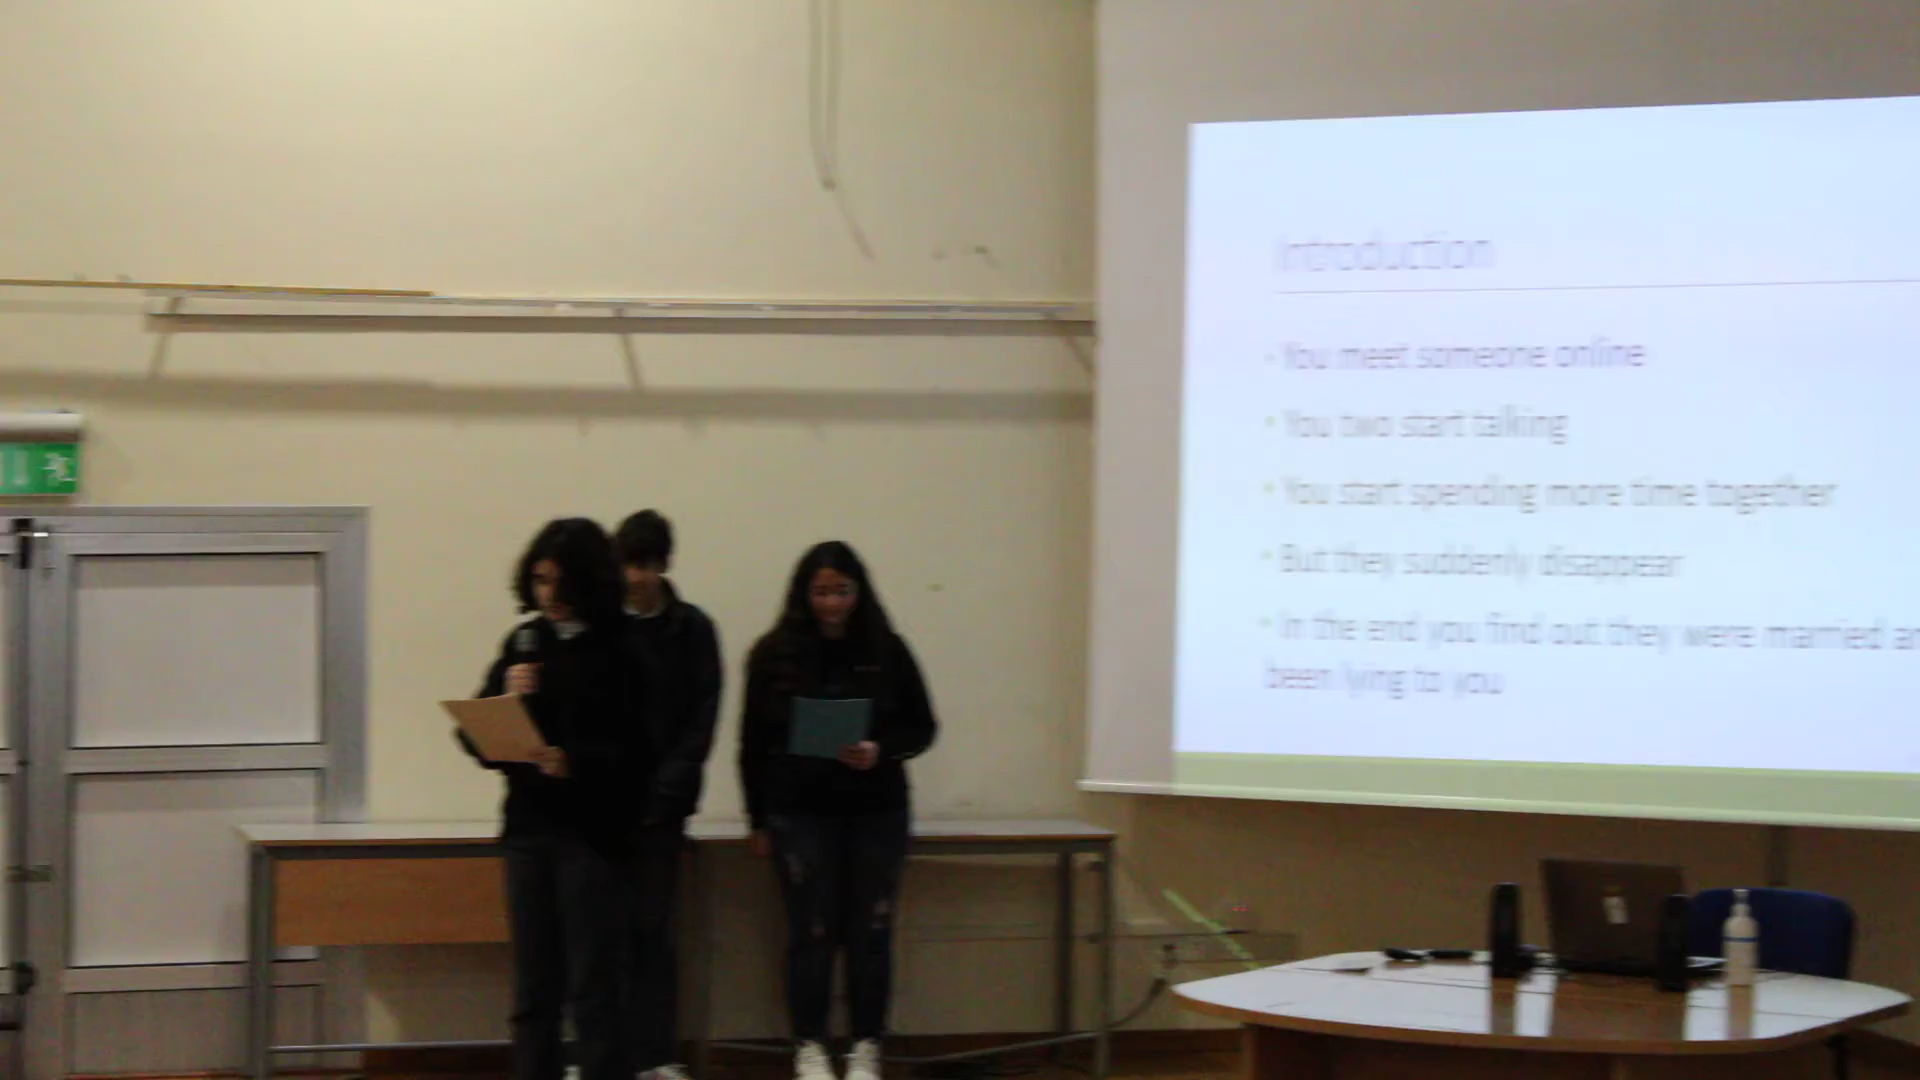 Introduction
You meet someone online
You two start talking
You start spending more time together
But they suddenly disappear
In the end you find out they were married
been lying to you